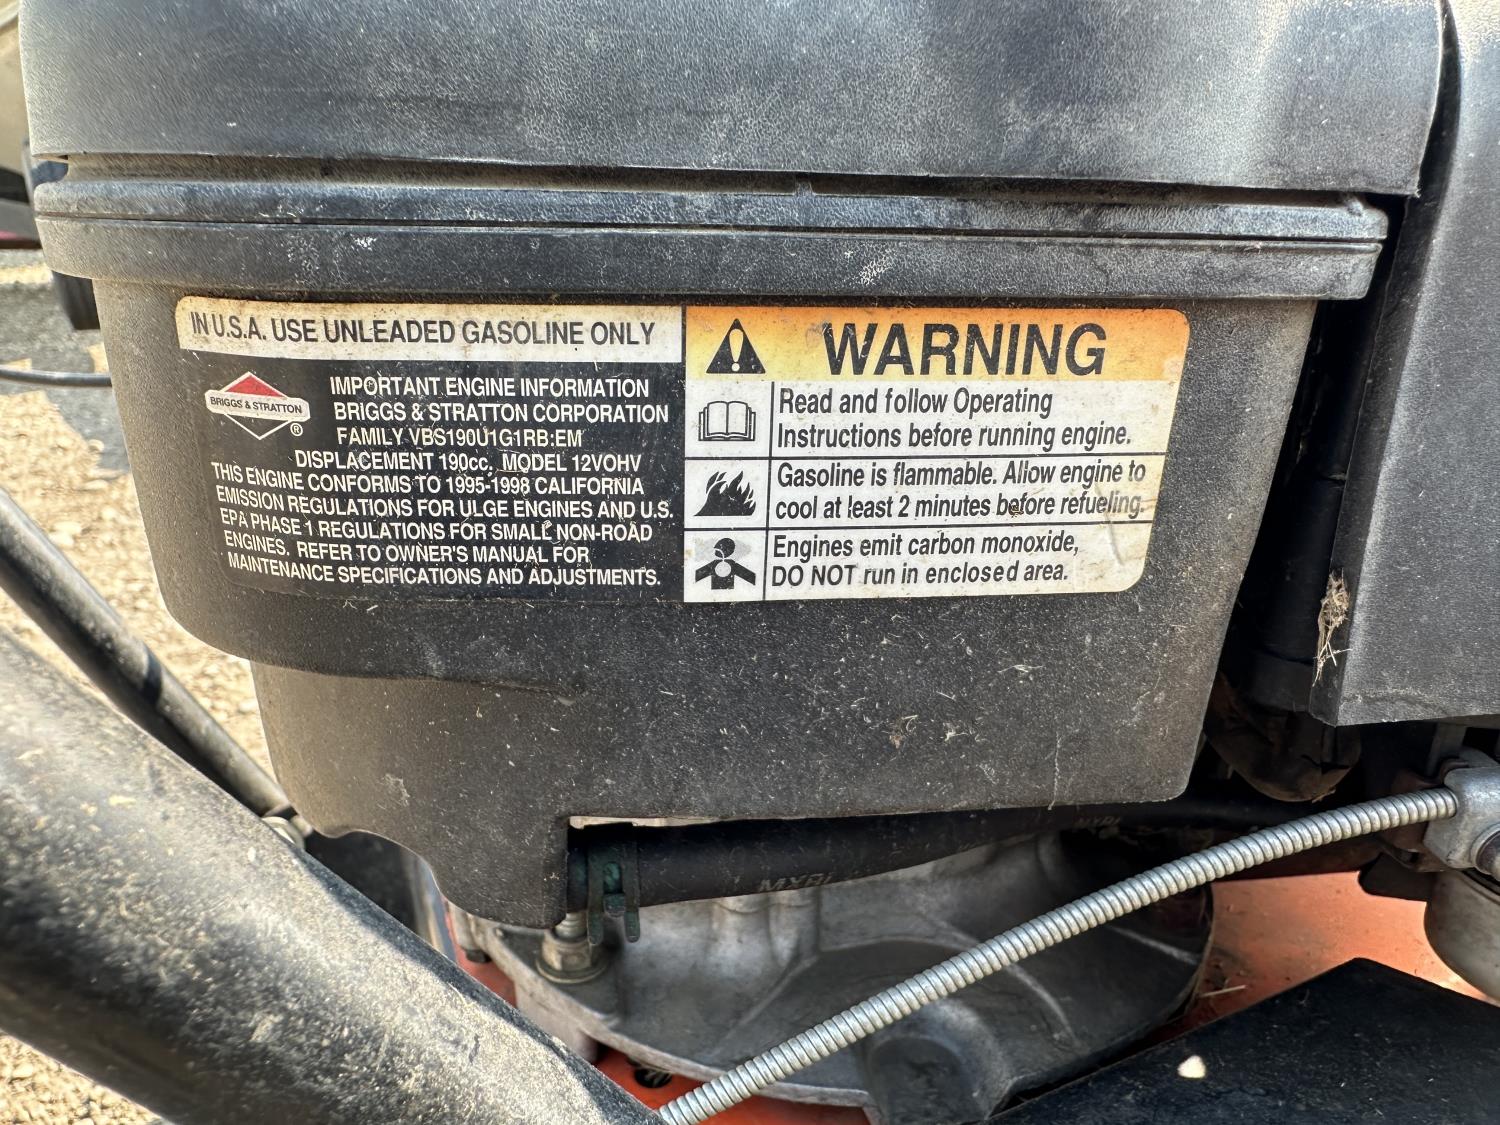 IN U.S.A. USE UNLEADED GASOLINE ONLY
BRIGGS & STRATTON
®
IMPORTANT ENGINE INFORMATION
BRIGGS & STRATTON CORPORATION
FAMILY VBS190U1G1RB:EM
DISPLACEMENT 190cc, MODEL 12VOHV
THIS ENGINE CONFORMS TO 1995-1998 CALIFORNIA
EMISSION REGULATIONS FOR ULGE ENGINES AND U.S.
EPA PHASE 1 REGULATIONS FOR SMALL NON-ROAD
ENGINES. REFER TO OWNER'S MANUAL FOR
MAINTENANCE SPECIFICATIONS AND ADJUSTMENTS.
WARNING
Read and follow Operating
Instructions before running engine.
Gasoline is flammable. Allow engine to
cool at least 2 minutes before refueling.
Engines emit carbon monoxide,
DO NOT run in enclosed area.